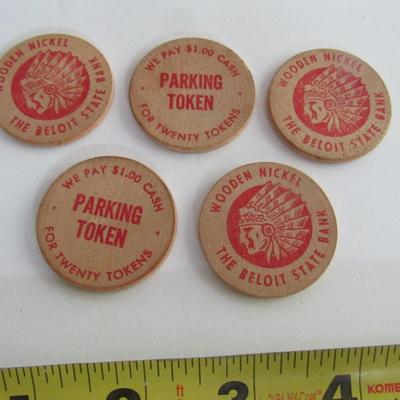 WOODEN NICKEL
THE BELOIT STATE BANK
WE PAY $1.00 CASH
PARKING
TOKEN
FOR TWENTY TOKENS
WOODEN NICKEL
THE BELOIT STATE BANK
WE PAY $1.00 CASH
PARKING
TOKEN
FOR TWENTY TOKENS
WOODEN NICKEL
THE BELOIT STATE BANK
1 2 ft 3 4 KOME